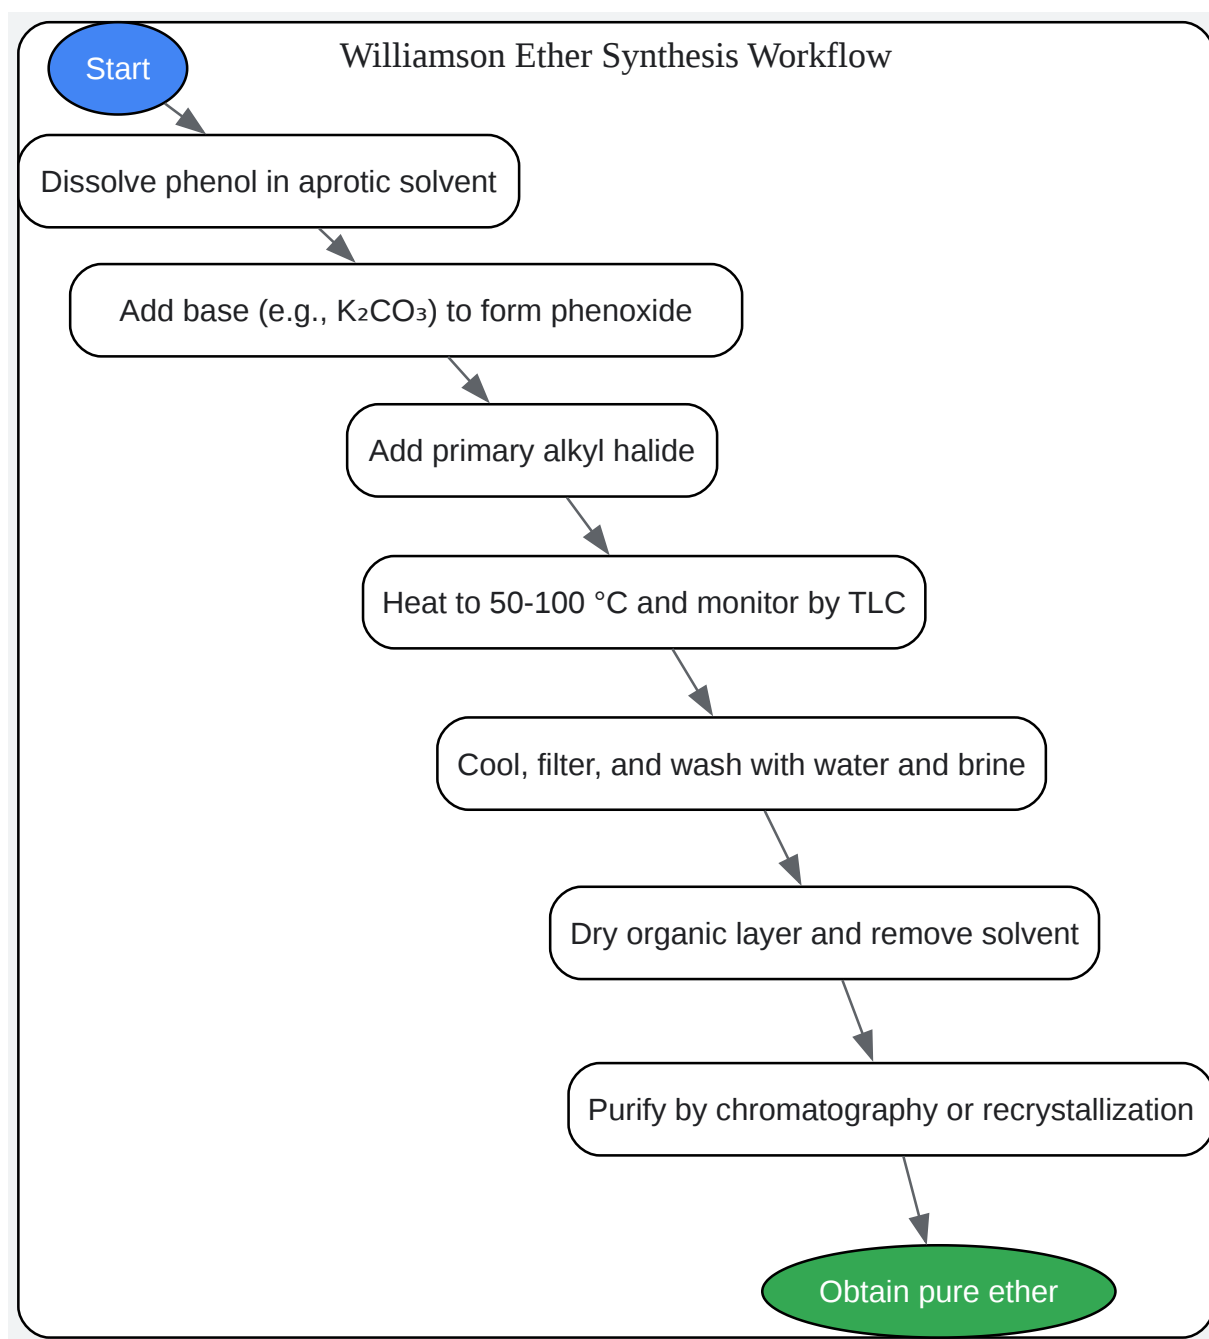 Williamson Ether Synthesis Workflow
Start
Dissolve phenol in aprotic solvent
Add base (e.g., K₂CO₃) to form phenoxide
Add primary alkyl halide
Heat to 50-100 °C and monitor by TLC
Cool, filter, and wash with water and brine
Dry organic layer and remove solvent
Purify by chromatography or recrystallization
Obtain pure ether